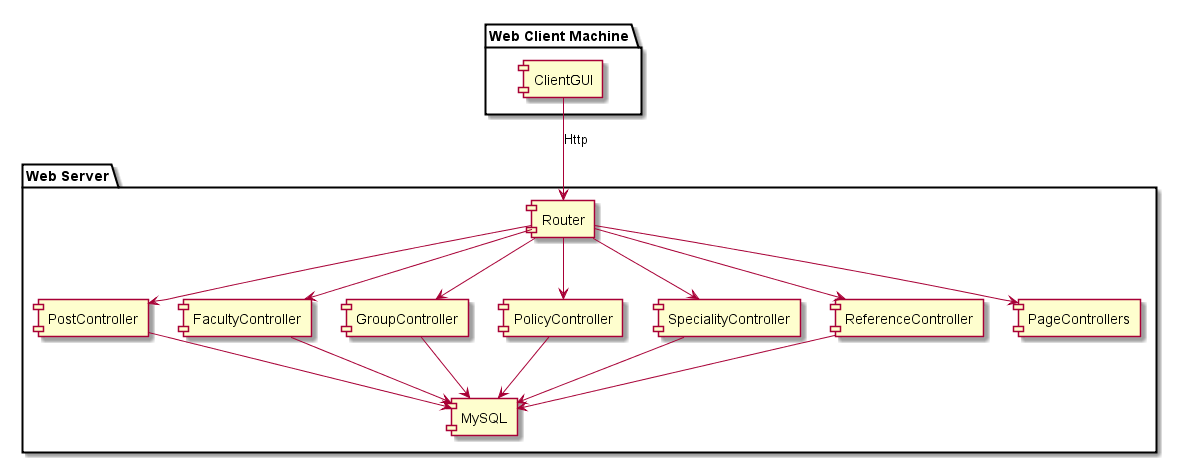 Web Client Machine
ClientGUI
Http
Web Server
Router
PostController
FacultyController
GroupController
PolicyController
SpecialityController
ReferenceController
PageControllers
MySQL